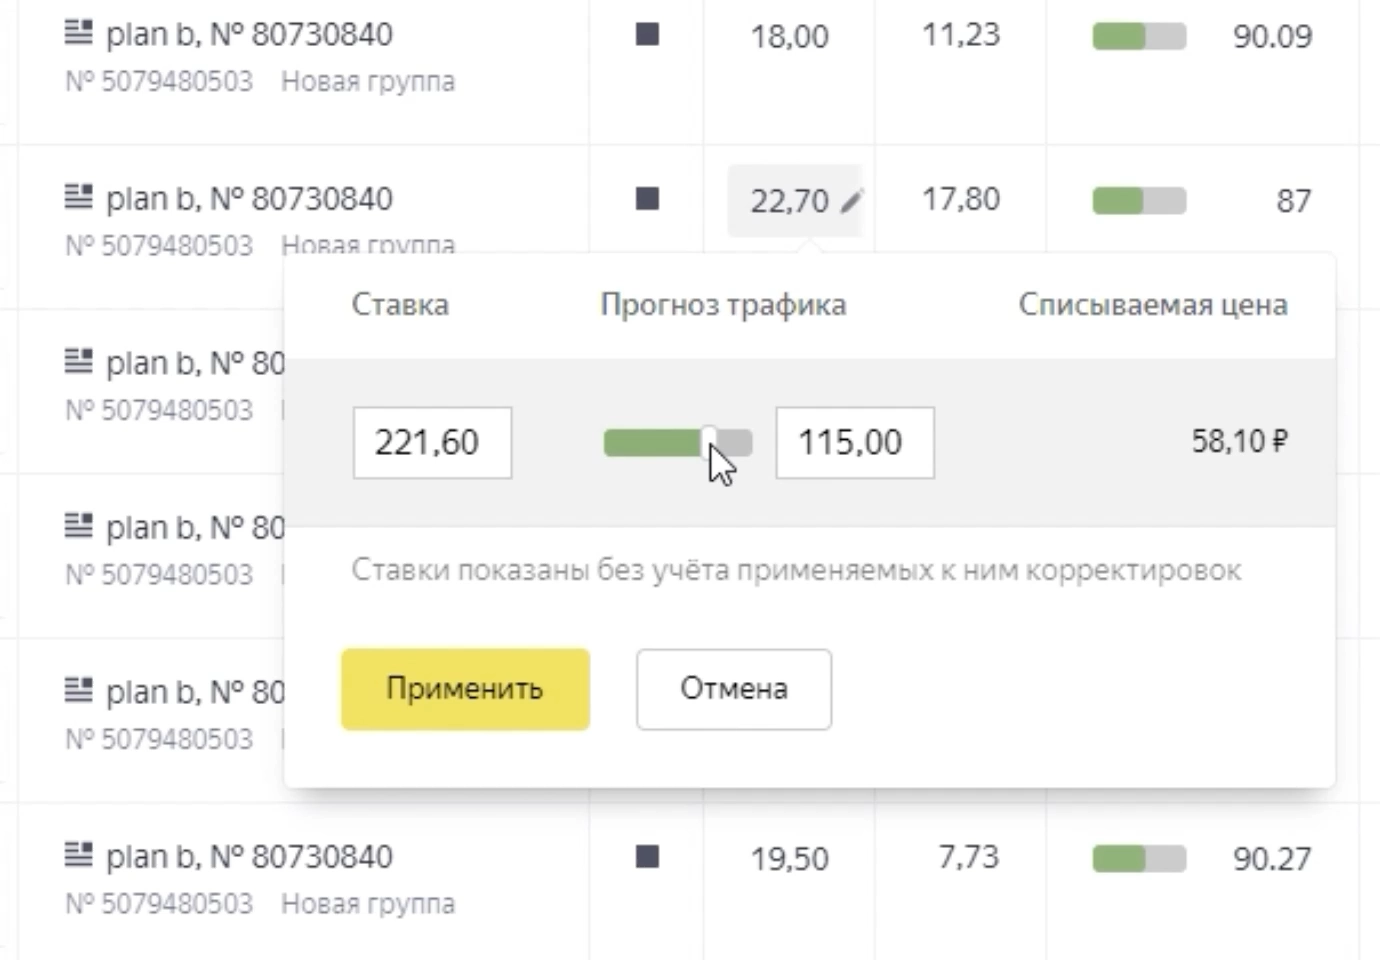 plan b, № 80730840 18,00 11,23 90.09
№ 5079480503 Новая группа
plan b, № 80730840 22,70 17,80 87
№ 5079480503 Новая группа
Ставка Прогноз трафика Списываемая цена
plan b, № 80
№ 5079480503
221,60 115,00 58,10 ₽
plan b, № 80
№ 5079480503
Ставки показаны без учёта применяемых к ним корректировок
plan b, № 80
Применить Отмена
№ 5079480503
plan b, № 80730840 19,50 7,73 90.27
№ 5079480503 Новая группа